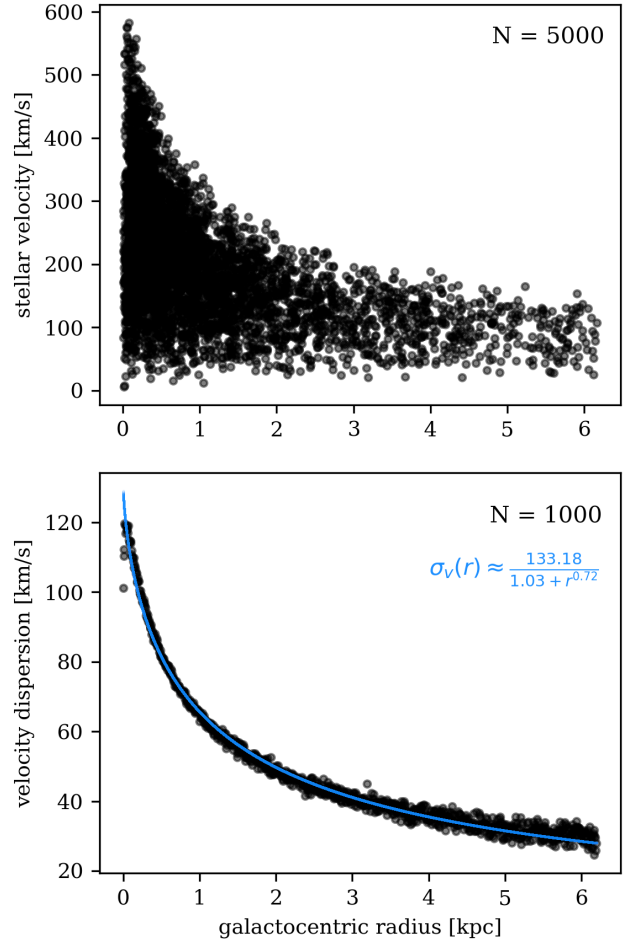 600
N = 5000
500
400
300
200
100
0
stellar velocity [km/s]
0 1 2 3 4 5 6
120
N = 1000
σ_v(r) ≈ 133.18 / (1.03 + r^0.72)
100
80
60
40
20
velocity dispersion [km/s]
0 1 2 3 4 5 6
galactocentric radius [kpc]